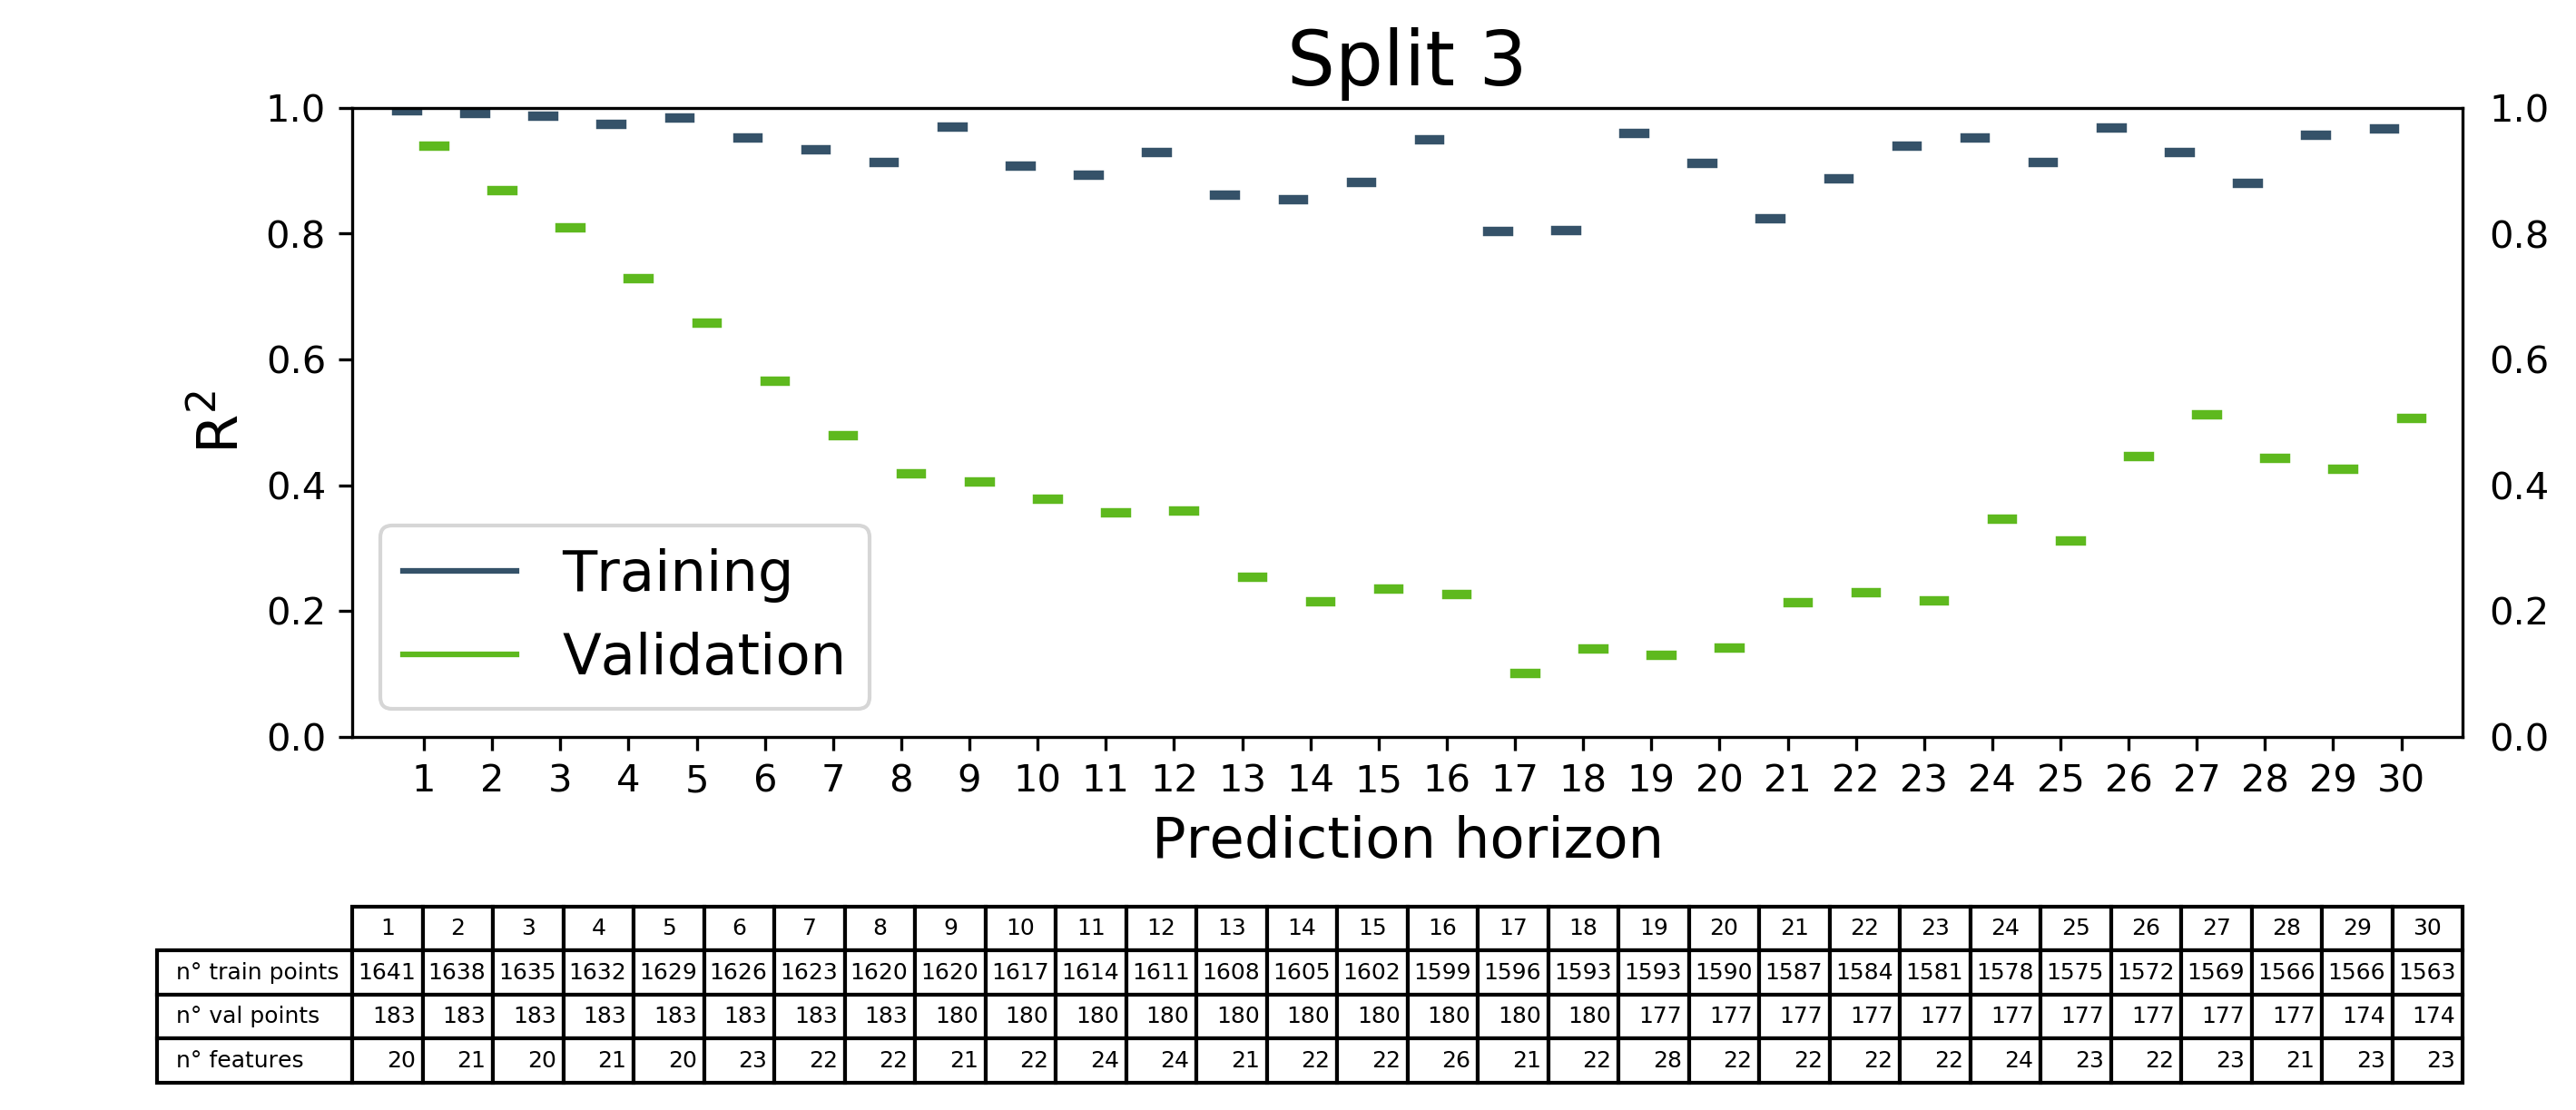 Split 3
1.0 1.0
0.8 0.8
0.6 0.6
R²
0.4 0.4
Training
0.2 0.2
Validation
0.0 0.0
1 2 3 4 5 6 7 8 9 10 11 12 13 14 15 16 17 18 19 20 21 22 23 24 25 26 27 28 29 30
Prediction horizon
1 2 3 4 5 6 7 8 9 10 11 12 13 14 15 16 17 18 19 20 21 22 23 24 25 26 27 28 29 30
n° train points 1641 1638 1635 1632 1629 1626 1623 1620 1620 1617 1614 1611 1608 1605 1602 1599 1596 1593 1593 1590 1587 1584 1581 1578 1575 1572 1569 1566 1566 1563
n° val points 183 183 183 183 183 183 183 183 180 180 180 180 180 180 180 180 180 180 177 177 177 177 177 177 177 177 177 177 174 174
n° features 20 21 20 21 20 23 22 22 21 22 24 24 21 22 22 26 21 22 28 22 22 22 22 24 23 22 23 21 23 23